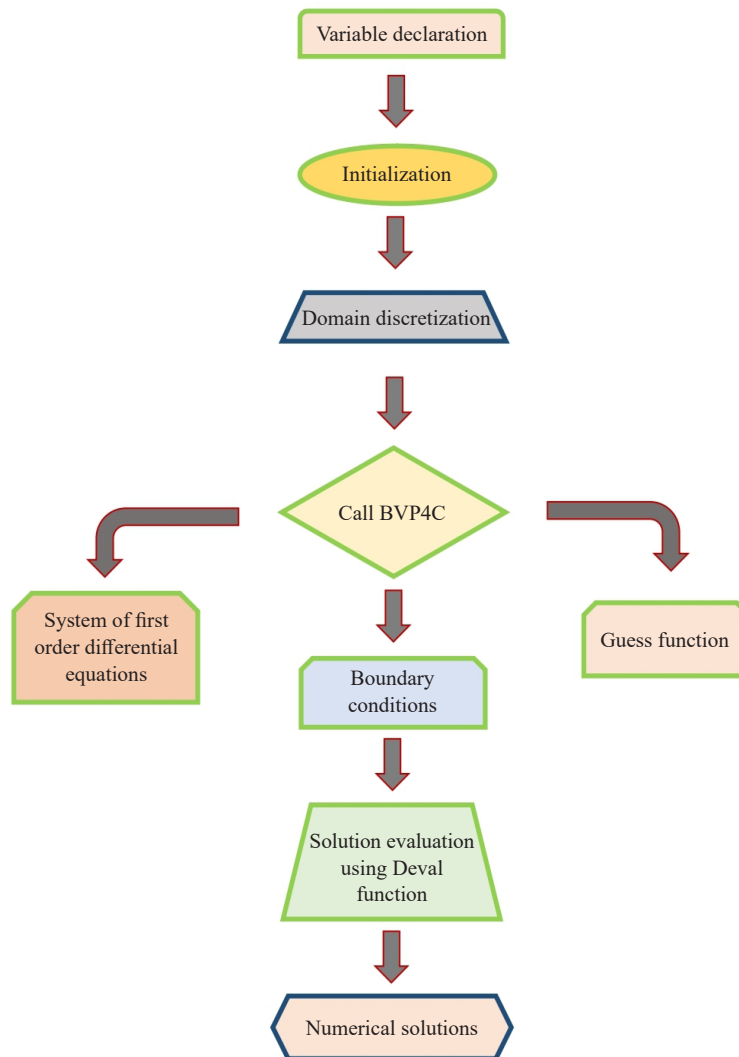 Variable declaration
Initialization
Domain discretization
Call BVP4C
System of first
order differential
equations
Boundary
conditions
Guess function
Solution evaluation
using Deval
function
Numerical solutions